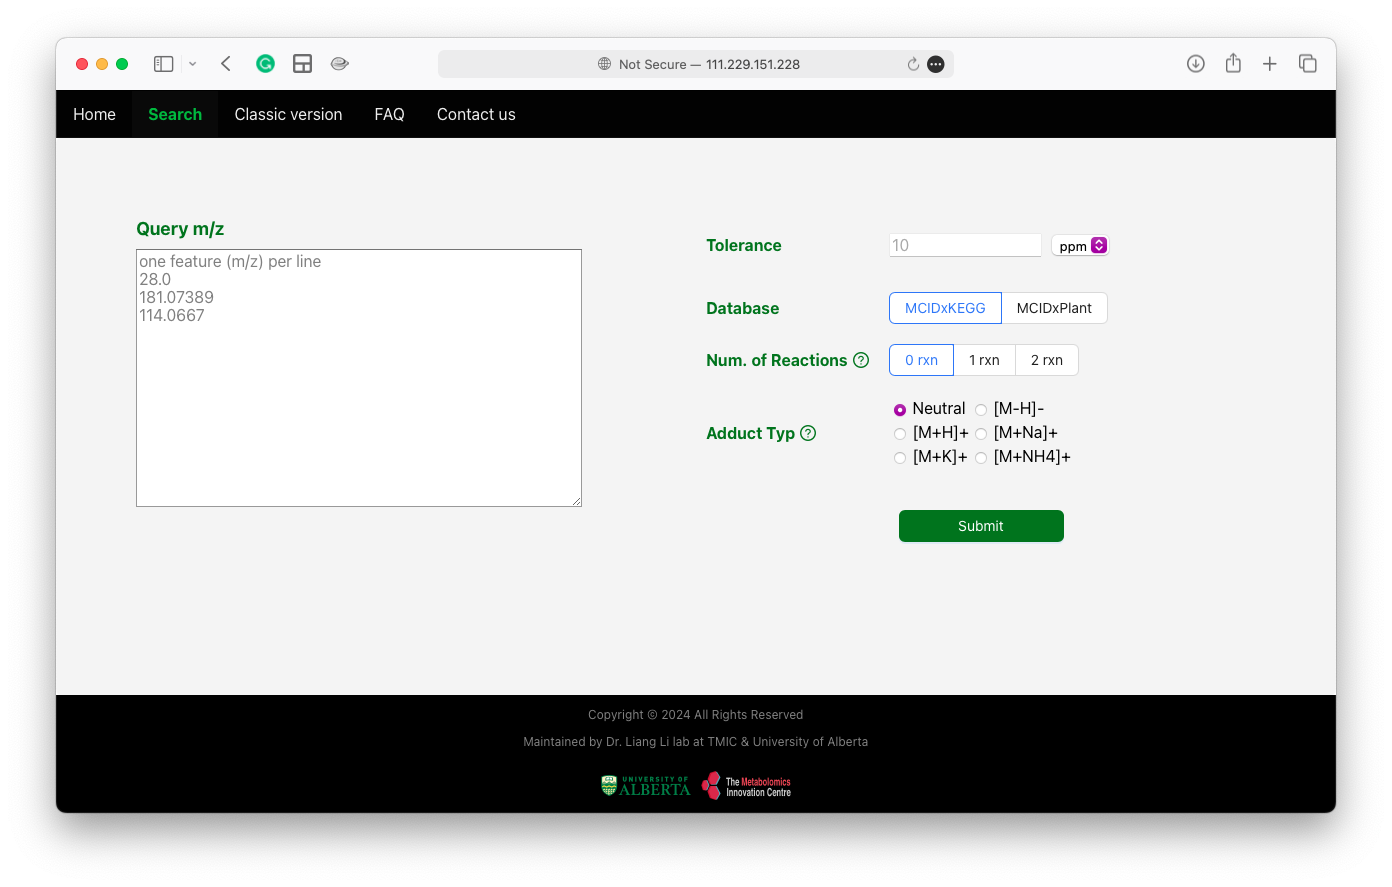 Not Secure — 111.229.151.228
Home
Search
Classic version
FAQ
Contact us
Query m/z
one feature (m/z) per line
28.0
181.07389
114.0667
Tolerance
10
ppm
Database
MCIDxKEGG
MCIDxPlant
Num. of Reactions ?
0 rxn
1 rxn
2 rxn
Adduct Typ ?
Neutral
[M-H]-
[M+H]+
[M+Na]+
[M+K]+
[M+NH4]+
Submit
Copyright © 2024 All Rights Reserved
Maintained by Dr. Liang Li lab at TMIC & University of Alberta
UNIVERSITY OF
ALBERTA
The Metabolomics
Innovation Centre